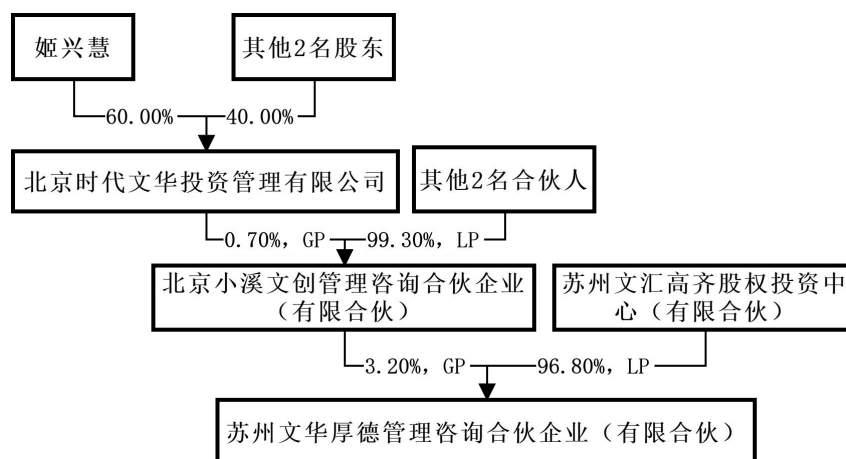 姬兴慧
其他2名股东
60.00%
40.00%
北京时代文华投资管理有限公司
其他2名合伙人
0.70%，GP
99.30%，LP
北京小溪文创管理咨询合伙企业
（有限合伙）
苏州文汇高齐股权投资中
心（有限合伙）
3.20%，GP
96.80%，LP
苏州文华厚德管理咨询合伙企业（有限合伙）